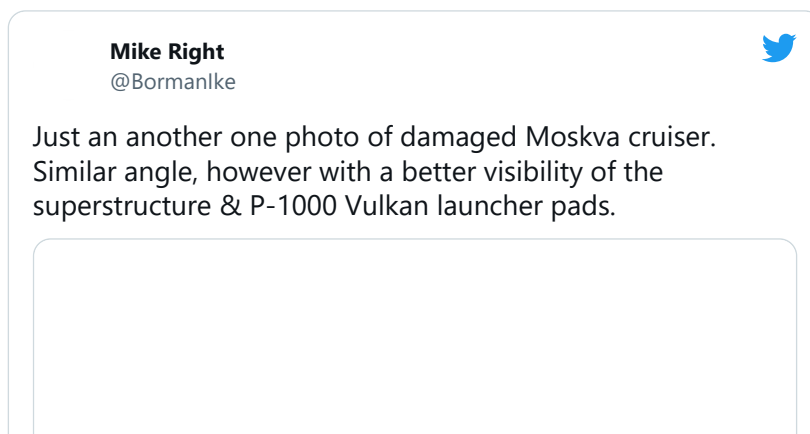 Mike Right
@BormanIke
Just an another one photo of damaged Moskva cruiser.
Similar angle, however with a better visibility of the
superstructure & P-1000 Vulkan launcher pads.